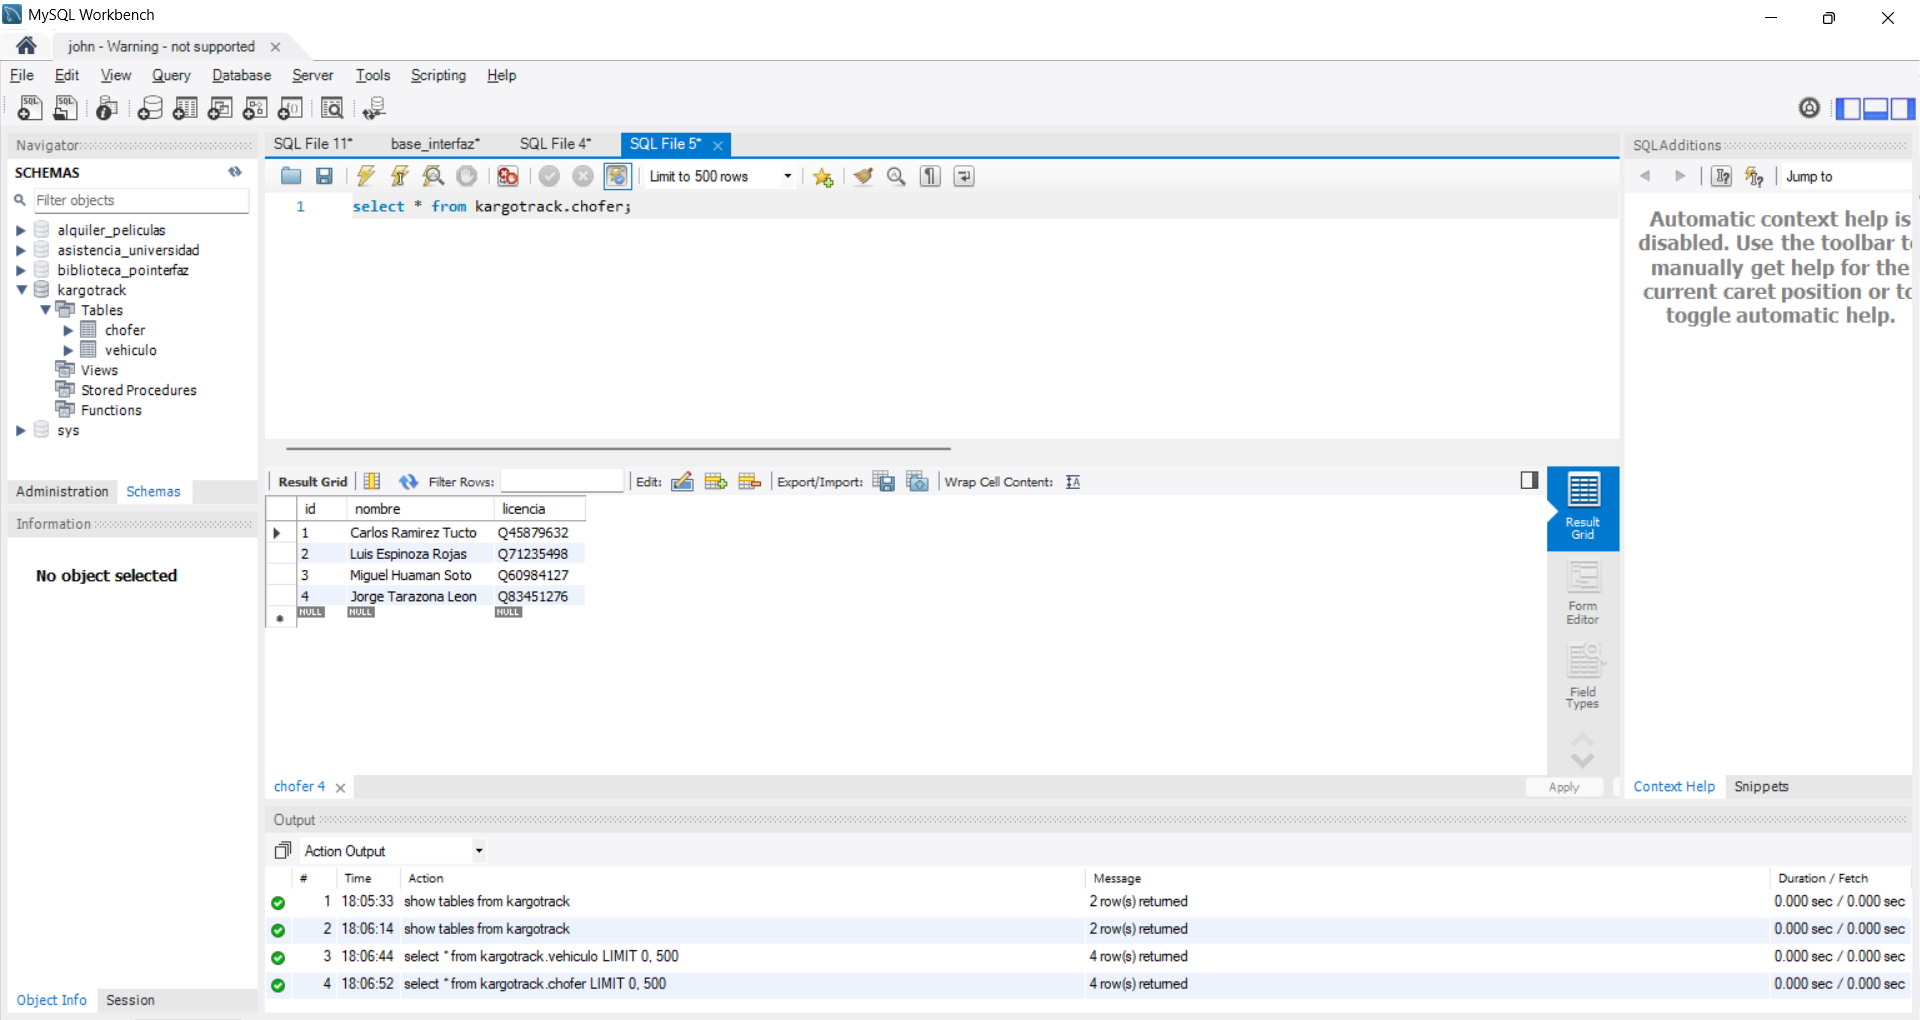 MySQL Workbench
john - Warning - not supported
File Edit View Query Database Server Tools Scripting Help
Navigator
SCHEMAS
Filter objects
alquiler_peliculas
asistencia_universidad
biblioteca_pointerfaz
kargotrack
Tables
chofer
vehiculo
Views
Stored Procedures
Functions
sys
Administration Schemas
Information
No object selected
Object Info Session
SQL File 11* base_interfaz* SQL File 4* SQL File 5*
Limit to 500 rows
1 select * from kargotrack.chofer;
Result Grid Filter Rows: Edit: Export/Import: Wrap Cell Content:
id nombre licencia
1 Carlos Ramirez Tucto Q45879632
2 Luis Espinoza Rojas Q71235498
3 Miguel Huaman Soto Q60984127
4 Jorge Tarazona Leon Q83451276
NULL NULL NULL
Result
Grid
Form
Editor
Field
Types
chofer 4
Apply
SQLAdditions
Jump to
Automatic context help is
disabled. Use the toolbar to
manually get help for the
current caret position or to
toggle automatic help.
Context Help Snippets
Output
Action Output
# Time Action Message Duration / Fetch
1 18:05:33 show tables from kargotrack 2 row(s) returned 0.000 sec / 0.000 sec
2 18:06:14 show tables from kargotrack 2 row(s) returned 0.000 sec / 0.000 sec
3 18:06:44 select * from kargotrack.vehiculo LIMIT 0, 500 4 row(s) returned 0.000 sec / 0.000 sec
4 18:06:52 select * from kargotrack.chofer LIMIT 0, 500 4 row(s) returned 0.000 sec / 0.000 sec